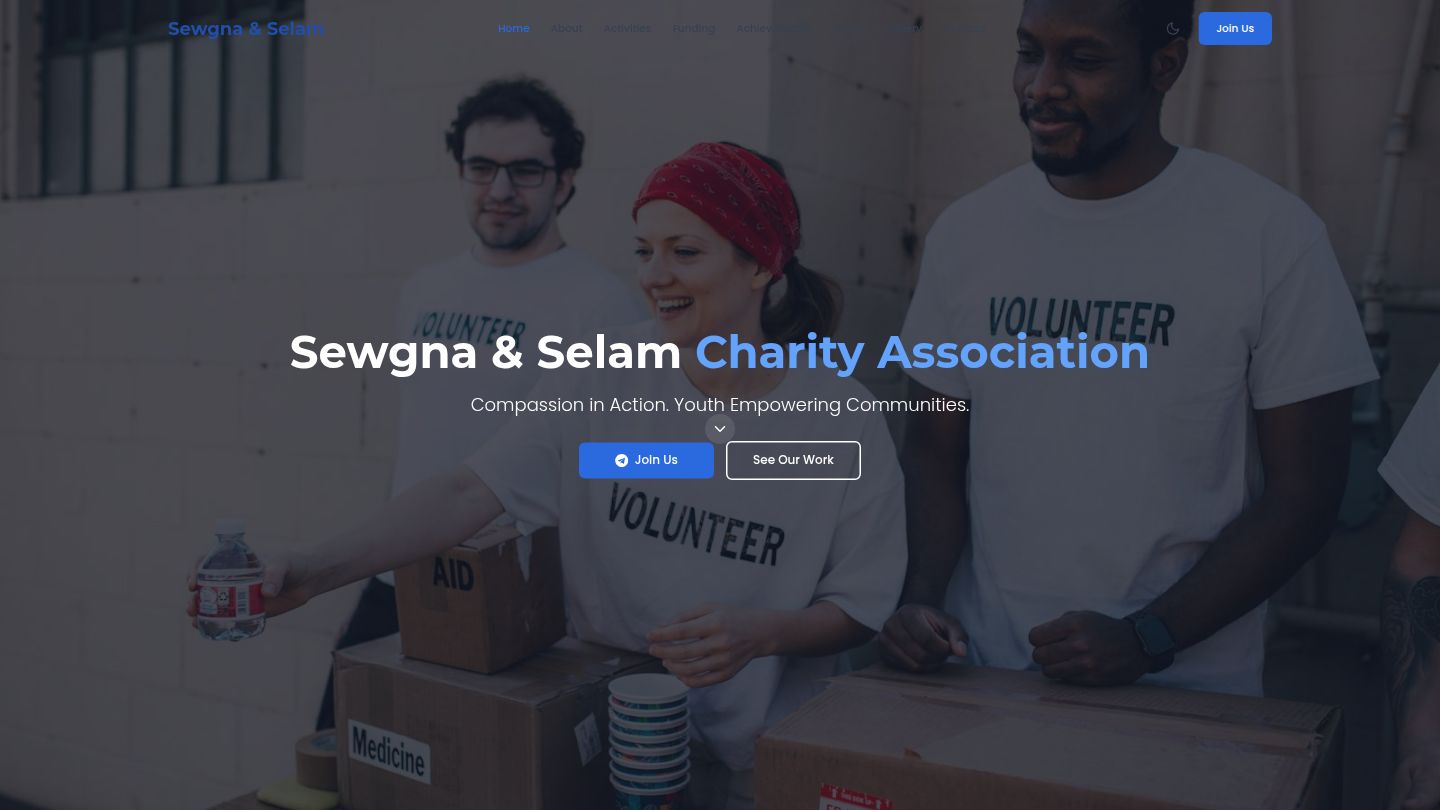 Sewgna & Selam
Home About Activities Funding
Join Us
VOLUNTEER
VOLUNTEER
Sewgna & Selam Charity Association
Compassion in Action. Youth Empowering Communities.
Join Us See Our Work
VOLUNTEER
AID
Medicine